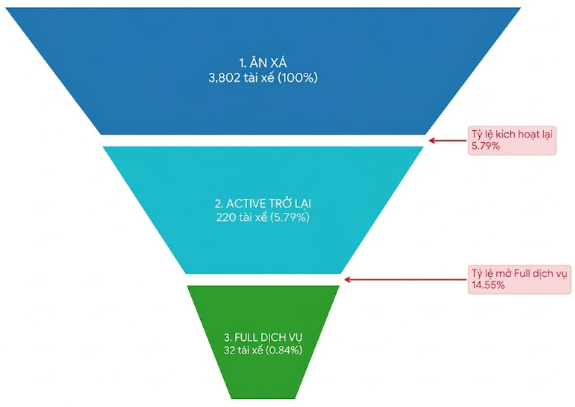 1. ÂN XÁ
3,802 tài xế (100%)
Tỷ lệ kích hoạt lại
5.79%
2. ACTIVE TRỞ LẠI
220 tài xế (5.79%)
Tỷ lệ mở Full dịch vụ
14.55%
3. FULL DỊCH VỤ
32 tài xế (0.84%)